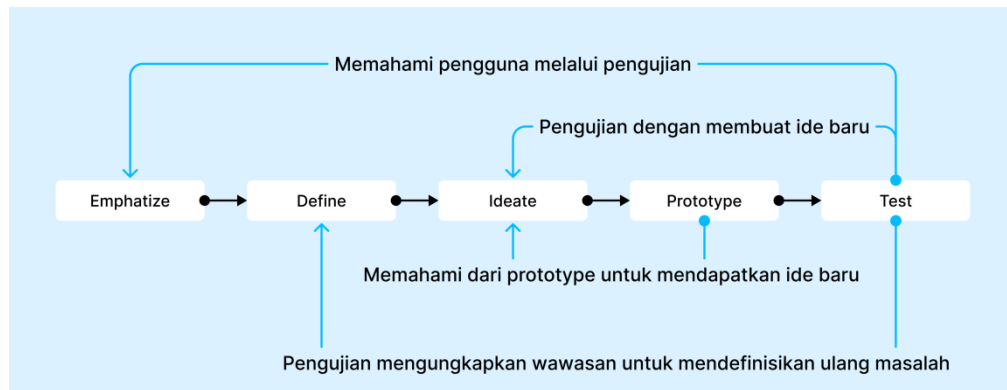 Memahami pengguna melalui pengujian
Pengujian dengan membuat ide baru
Emphatize
Define
Ideate
Prototype
Test
Memahami dari prototype untuk mendapatkan ide baru
Pengujian mengungkapkan wawasan untuk mendefinisikan ulang masalah